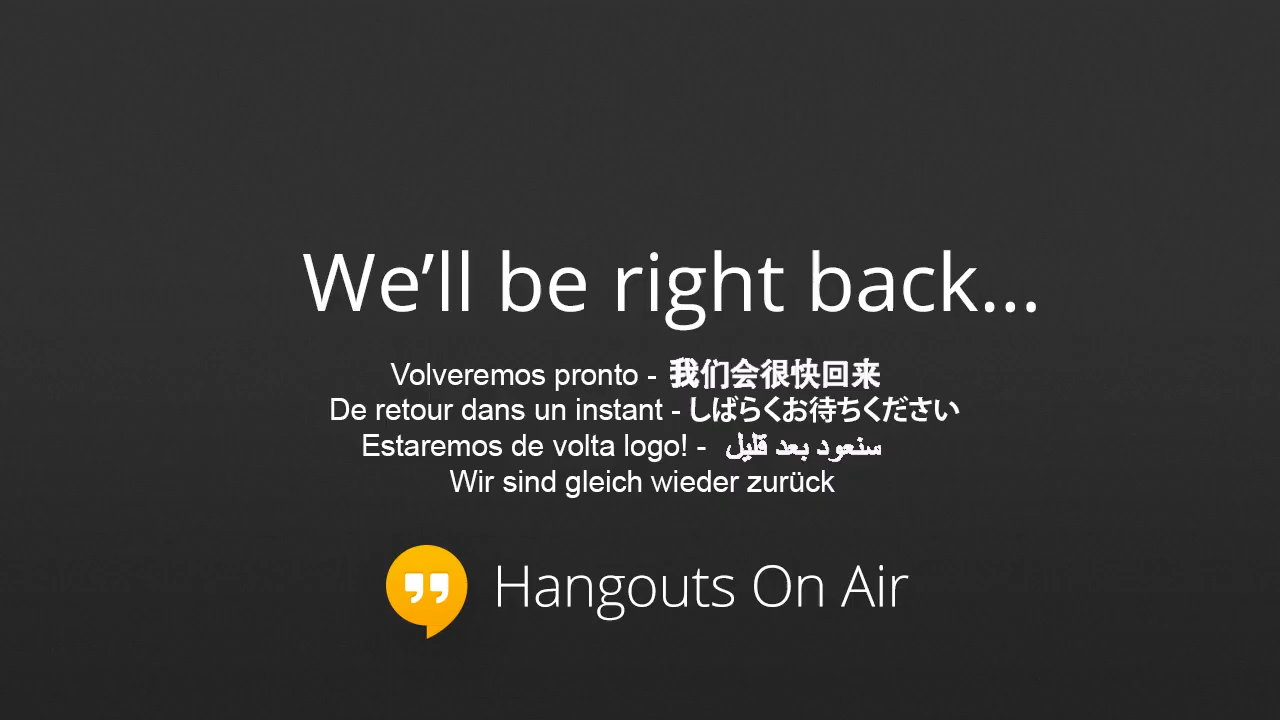 We’ll be right back...
Volveremos pronto - 我们会很快回来
De retour dans un instant - しばらくお待ちください
Estaremos de volta logo! - سنعود بعد قليل
Wir sind gleich wieder zurück
Hangouts On Air